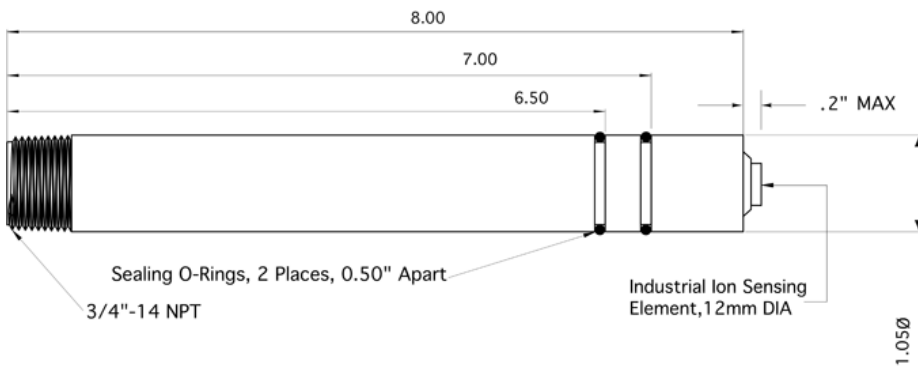 8.00
7.00
6.50
.2" MAX
Sealing O-Rings, 2 Places, 0.50" Apart
3/4"-14 NPT
Industrial Ion Sensing
Element,12mm DIA
1.05Ø